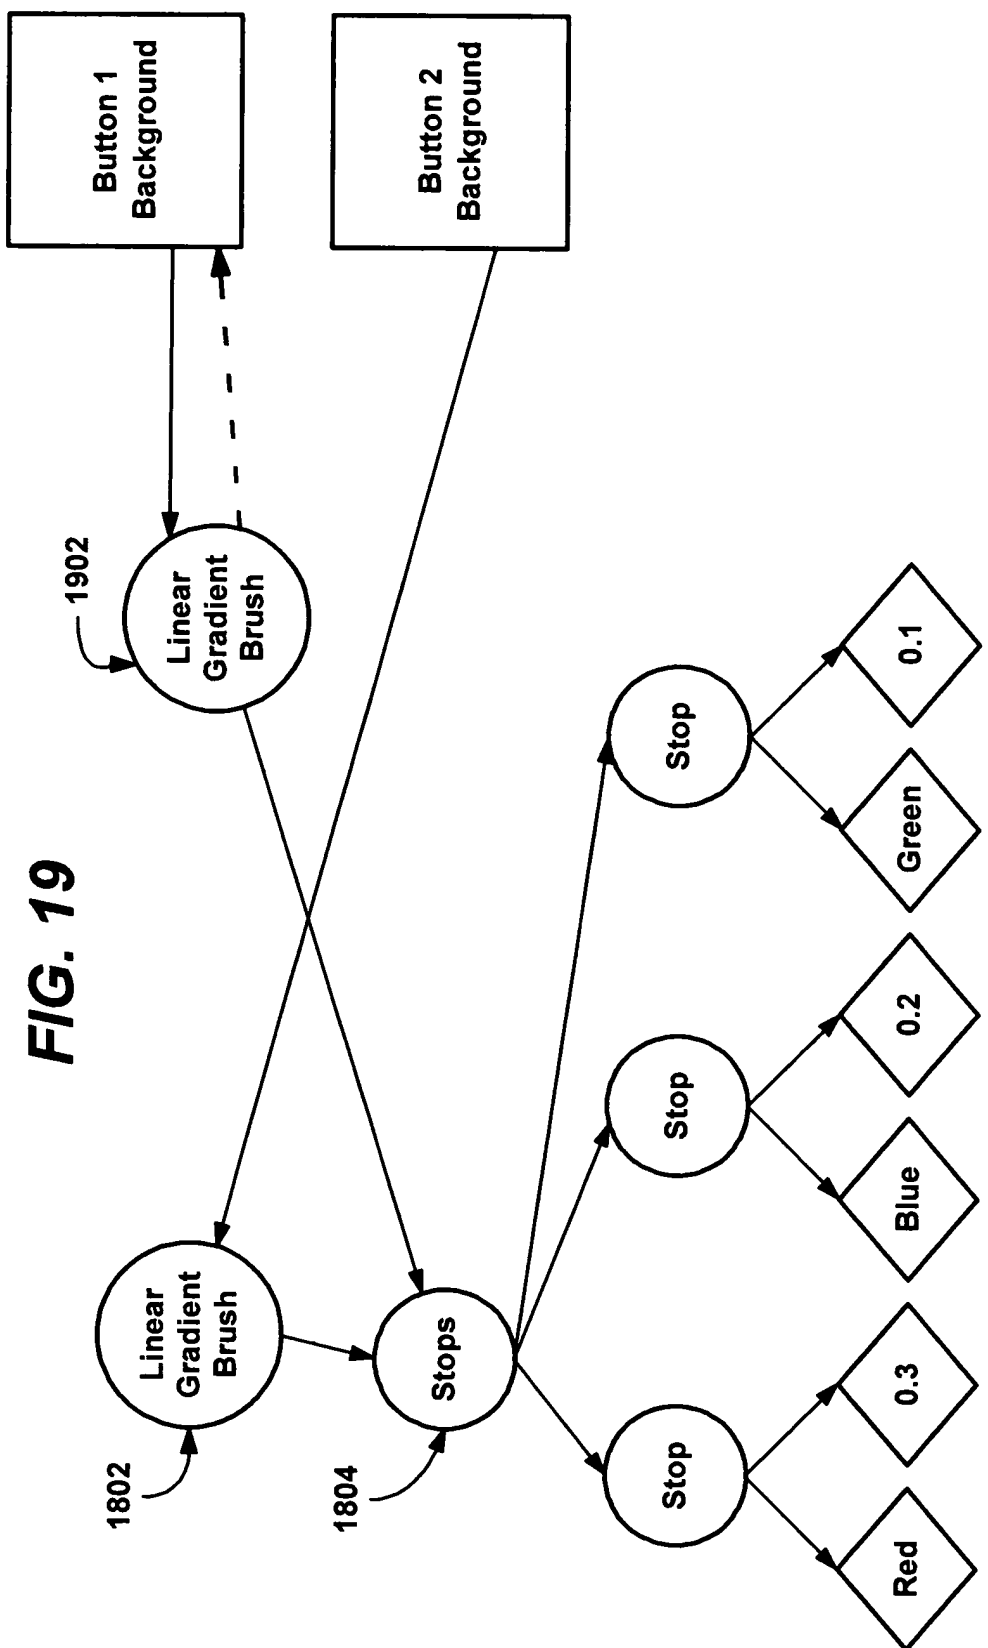 FIG. 19
1802
Linear
Gradient
Brush
1902
Linear
Gradient
Brush
Button 1
Background
1804
Stops
Button 2
Background
Stop
Stop
Stop
Red
0.3
Blue
0.2
Green
0.1